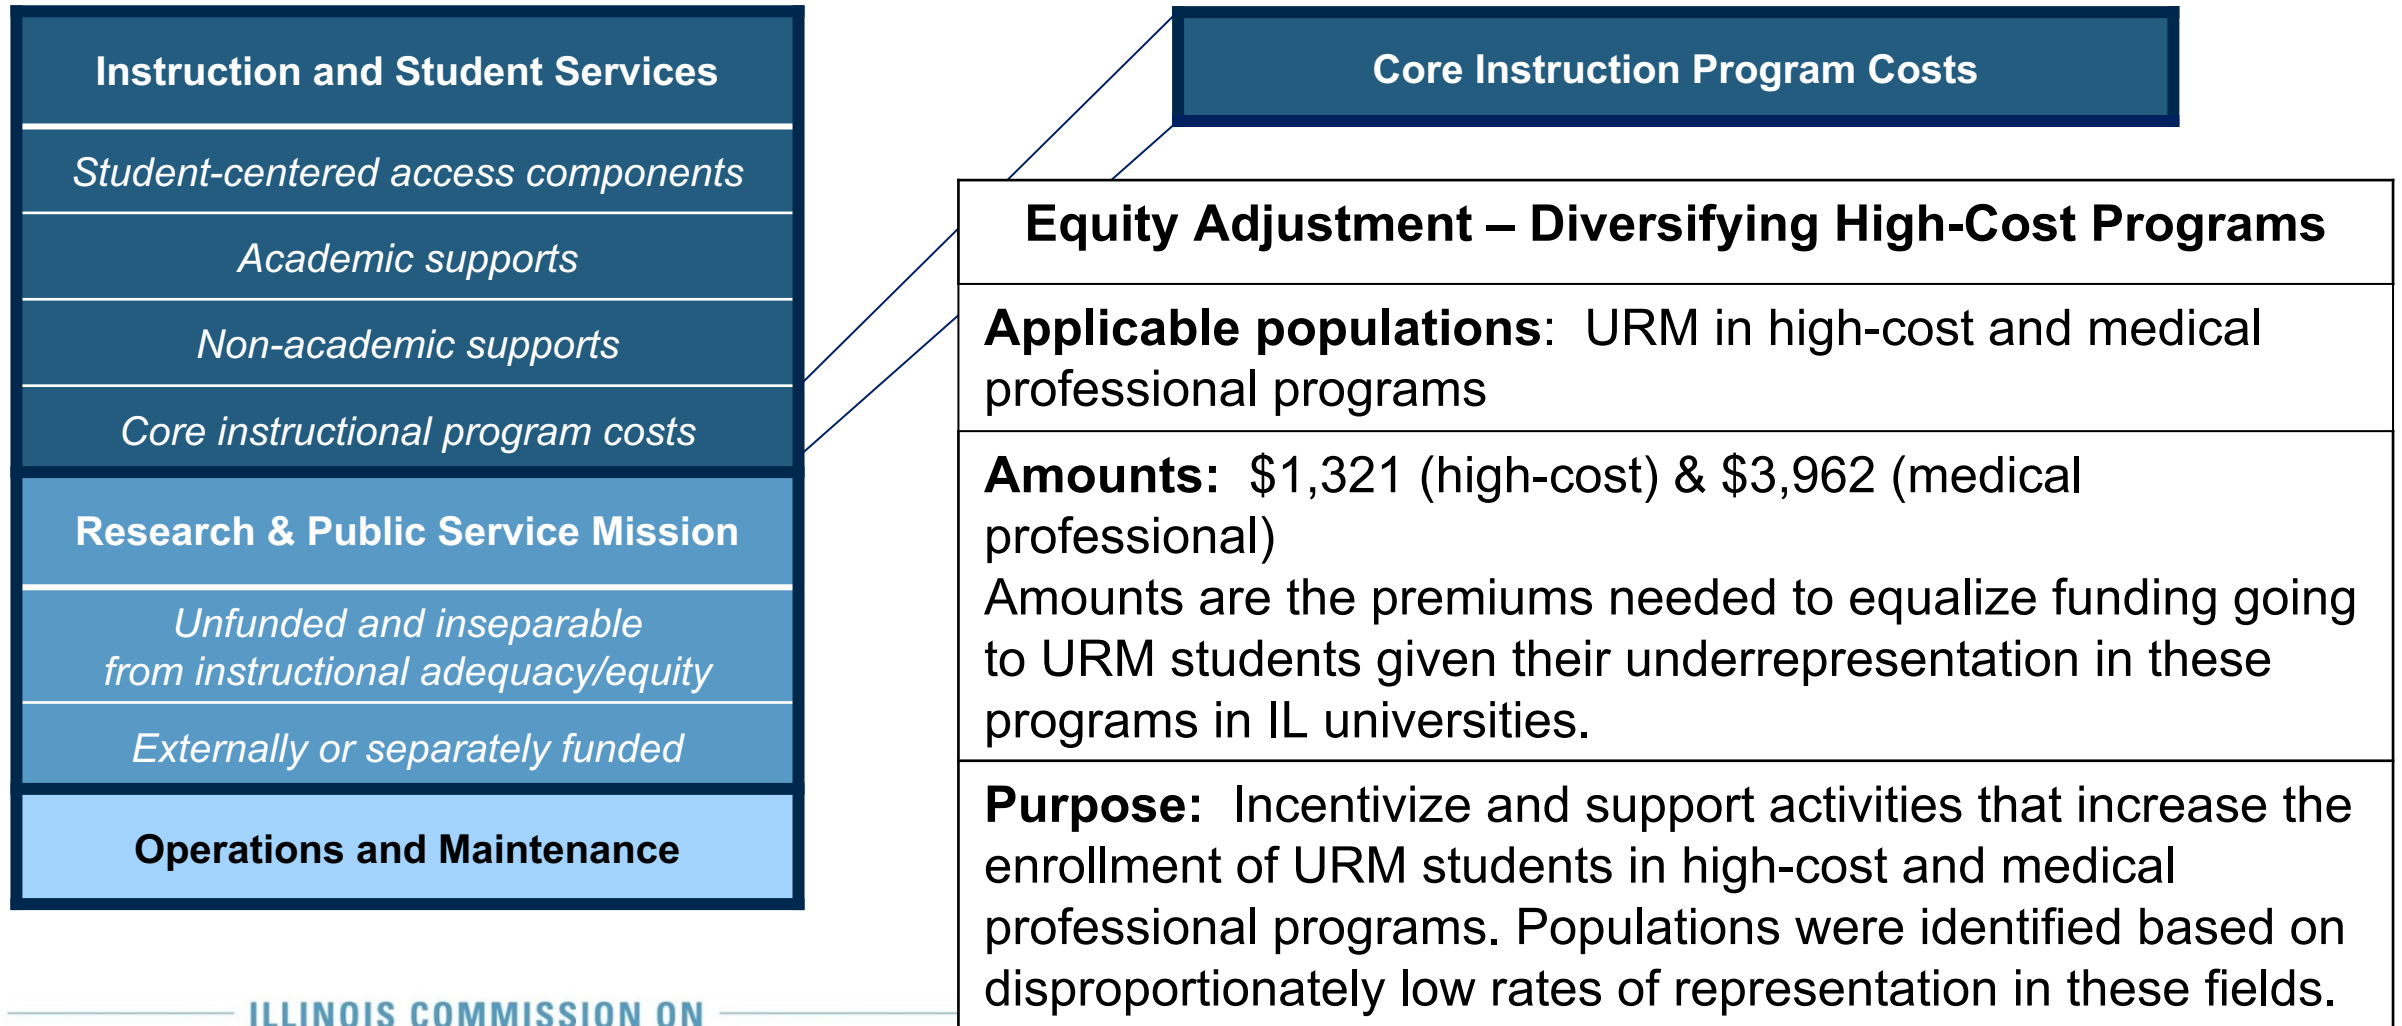 Instruction and Student Services
Student-centered access components
Academic supports
Non-academic supports
Core instructional program costs
Research & Public Service Mission
Unfunded and inseparable
from instructional adequacy/equity
Externally or separately funded
Operations and Maintenance
ILLINOIS COMMISSION ON
Core Instruction Program Costs
Equity Adjustment – Diversifying High-Cost Programs
Applicable populations:  URM in high-cost and medical
professional programs
Amounts:  $1,321 (high-cost) & $3,962 (medical
professional)
Amounts are the premiums needed to equalize funding going
to URM students given their underrepresentation in these
programs in IL universities.
Purpose:  Incentivize and support activities that increase the
enrollment of URM students in high-cost and medical
professional programs. Populations were identified based on
disproportionately low rates of representation in these fields.